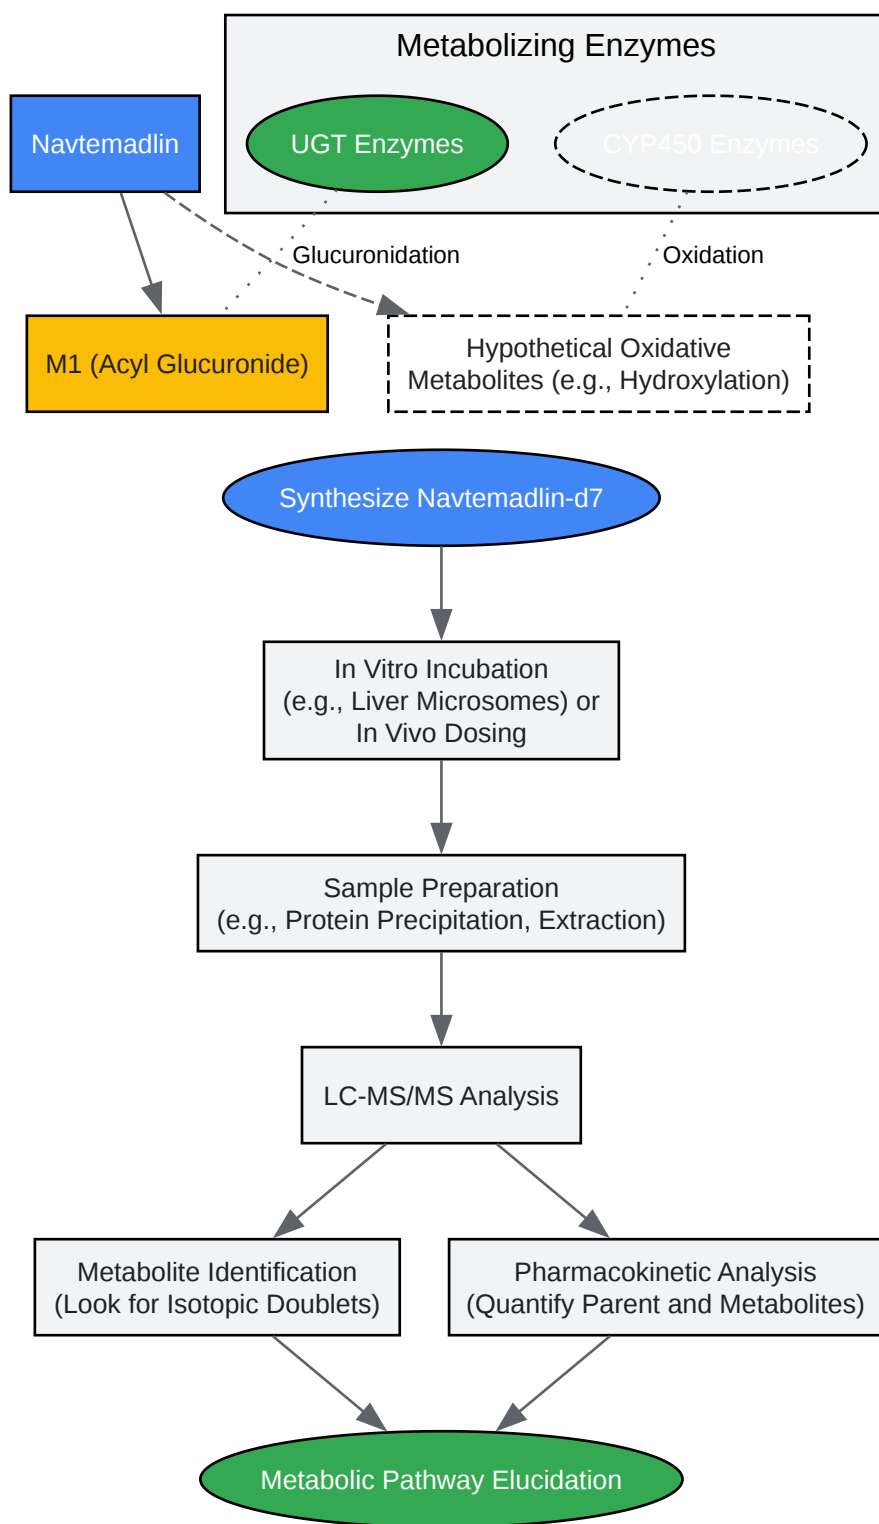 Metabolizing Enzymes
Navtemadlin
UGT Enzymes
CYP450 Enzymes
Glucuronidation
Oxidation
M1 (Acyl Glucuronide)
Hypothetical Oxidative
Metabolites (e.g., Hydroxylation)
Synthesize Navtemadlin-d7
In Vitro Incubation
(e.g., Liver Microsomes) or
In Vivo Dosing
Sample Preparation
(e.g., Protein Precipitation, Extraction)
LC-MS/MS Analysis
Metabolite Identification
(Look for Isotopic Doublets)
Pharmacokinetic Analysis
(Quantify Parent and Metabolites)
Metabolic Pathway Elucidation